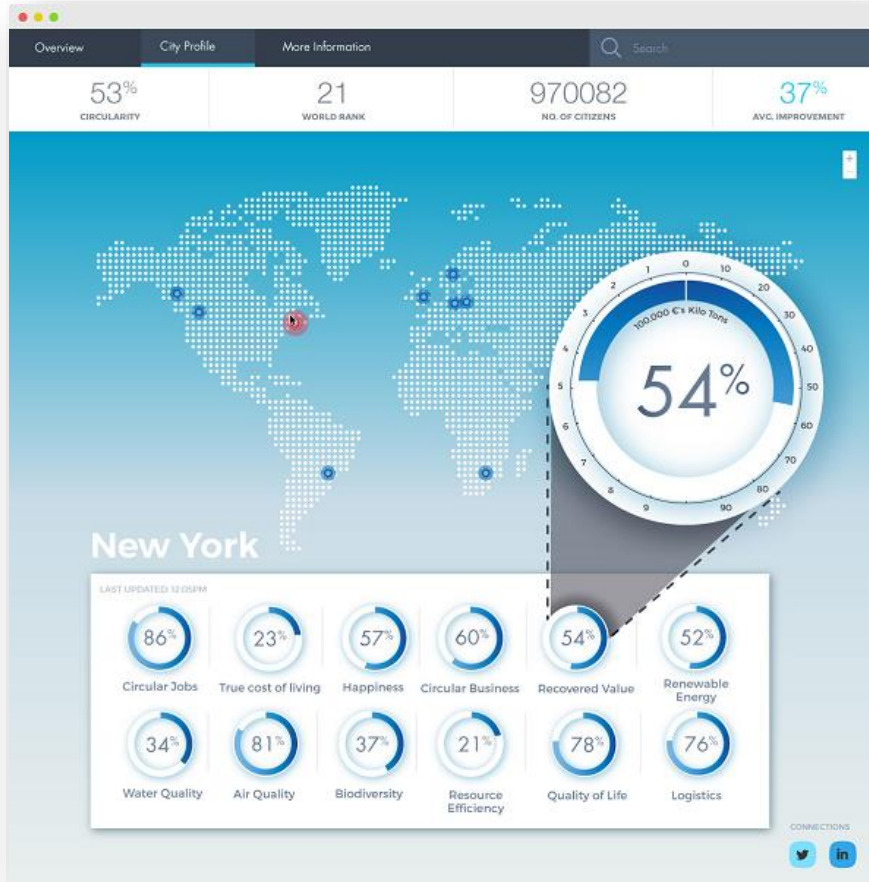 Overview
City Profile
More Information
Search
53%
CIRCULARITY
21
WORLD RANK
970082
NO. OF CITIZENS
37%
AVG. IMPROVEMENT
+
-
0
10
20
30
40
50
60
70
80
90
9
8
7
6
5
4
3
2
1
100,000 €'s Kilo Tons
54%
New York
LAST UPDATED: 12:05PM
86%
Circular Jobs
23%
True cost of living
57%
Happiness
60%
Circular Business
54%
Recovered Value
52%
Renewable
Energy
34%
Water Quality
81%
Air Quality
37%
Biodiversity
21%
Resource
Efficiency
78%
Quality of Life
76%
Logistics
CONNECTIONS
in